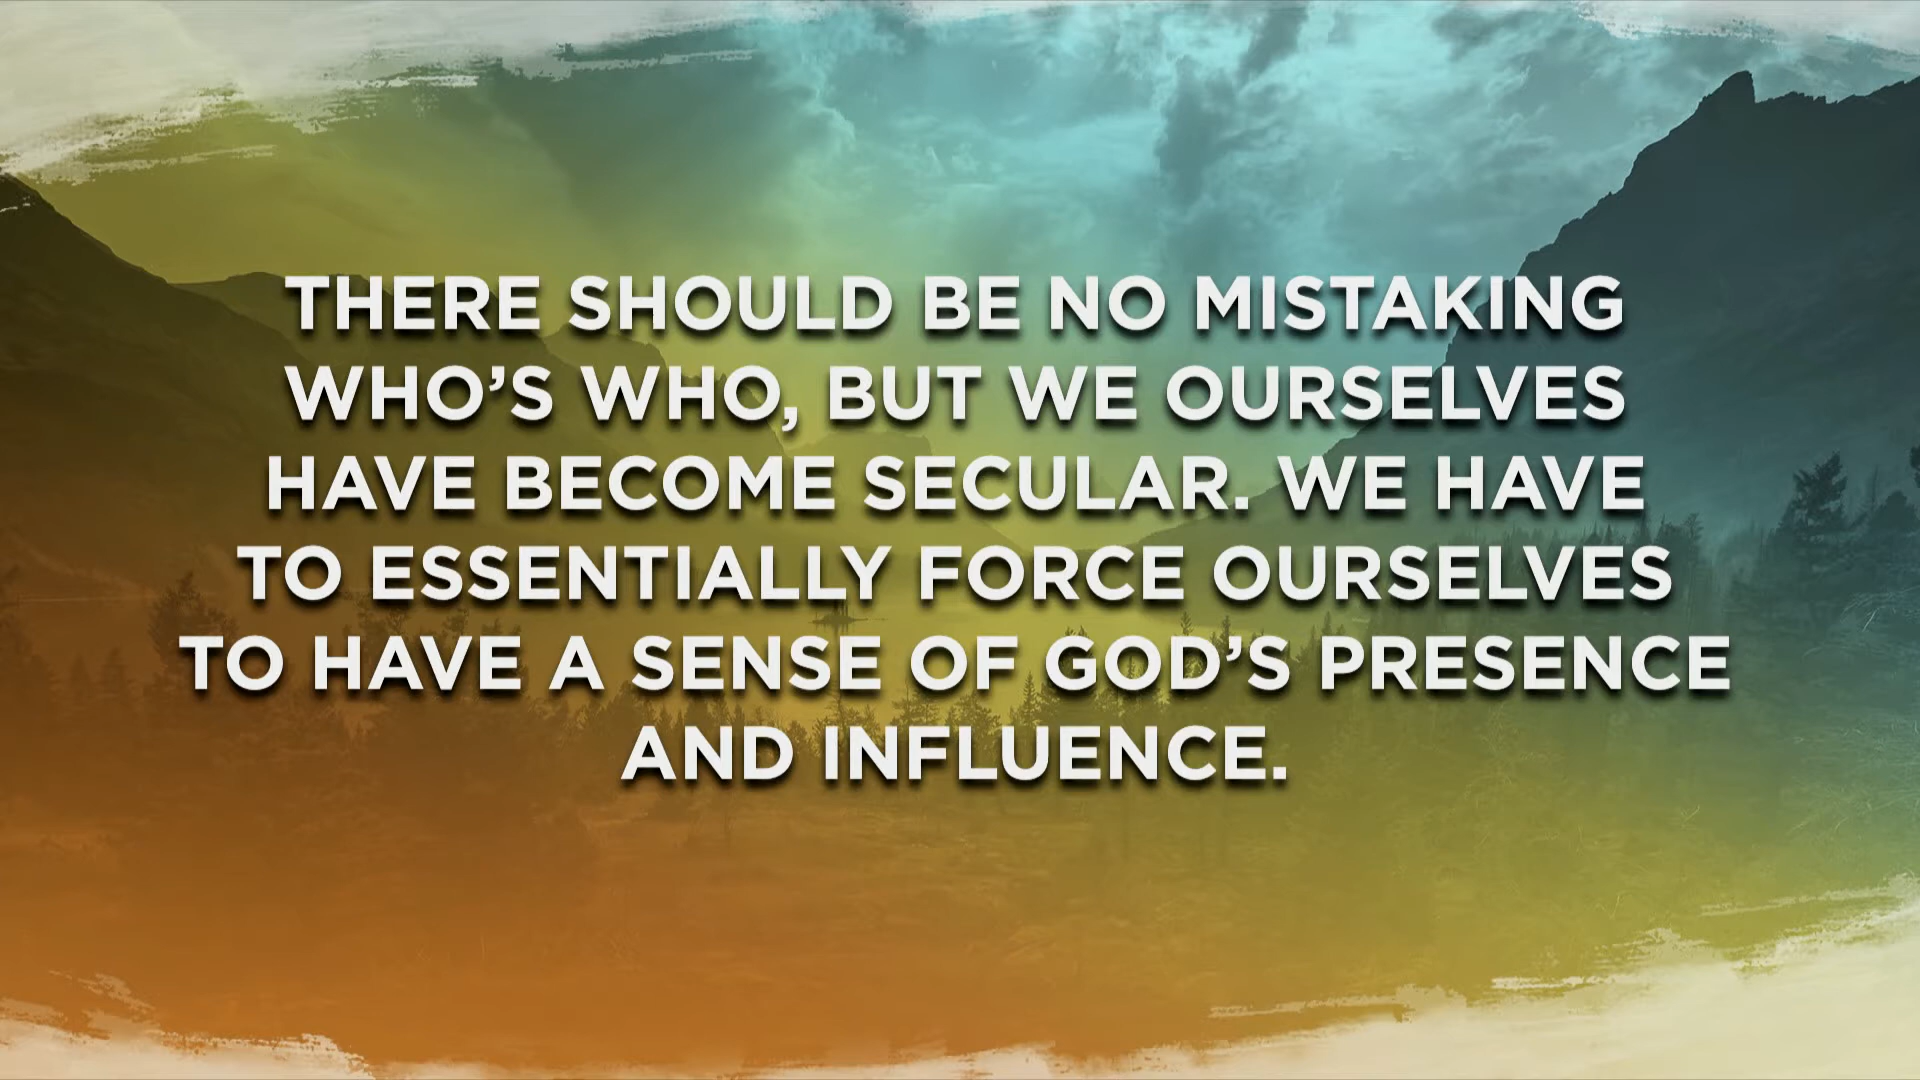 THERE SHOULD BE NO MISTAKING
WHO’S WHO, BUT WE OURSELVES
HAVE BECOME SECULAR. WE HAVE
TO ESSENTIALLY FORCE OURSELVES
TO HAVE A SENSE OF GOD’S PRESENCE
AND INFLUENCE.